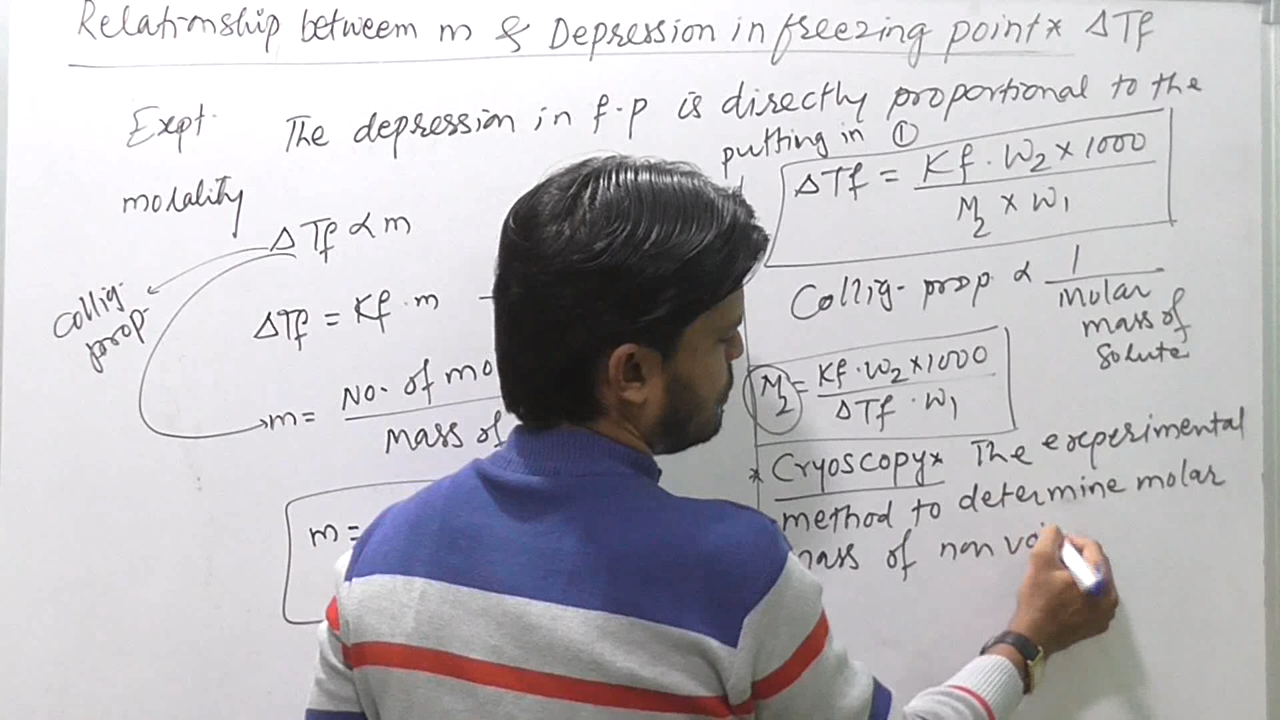 Relationship between m & Depression in freezing point* ΔTf
Expt. The depression in f.p is directly proportional to the
molality
ΔTf ∝ m
collig. prop.
ΔTf = Kf . m
m = No. of mo
Mass of
m =
putting in ①
ΔTf = Kf . W₂ × 1000
M₂ × W₁
Collig. prop ∝ 1
Molar
mass of
Solute
M₂ = Kf . W₂ × 1000
ΔTf . W₁
* Cryoscopy* The experimental
method to determine molar
mass of non vo